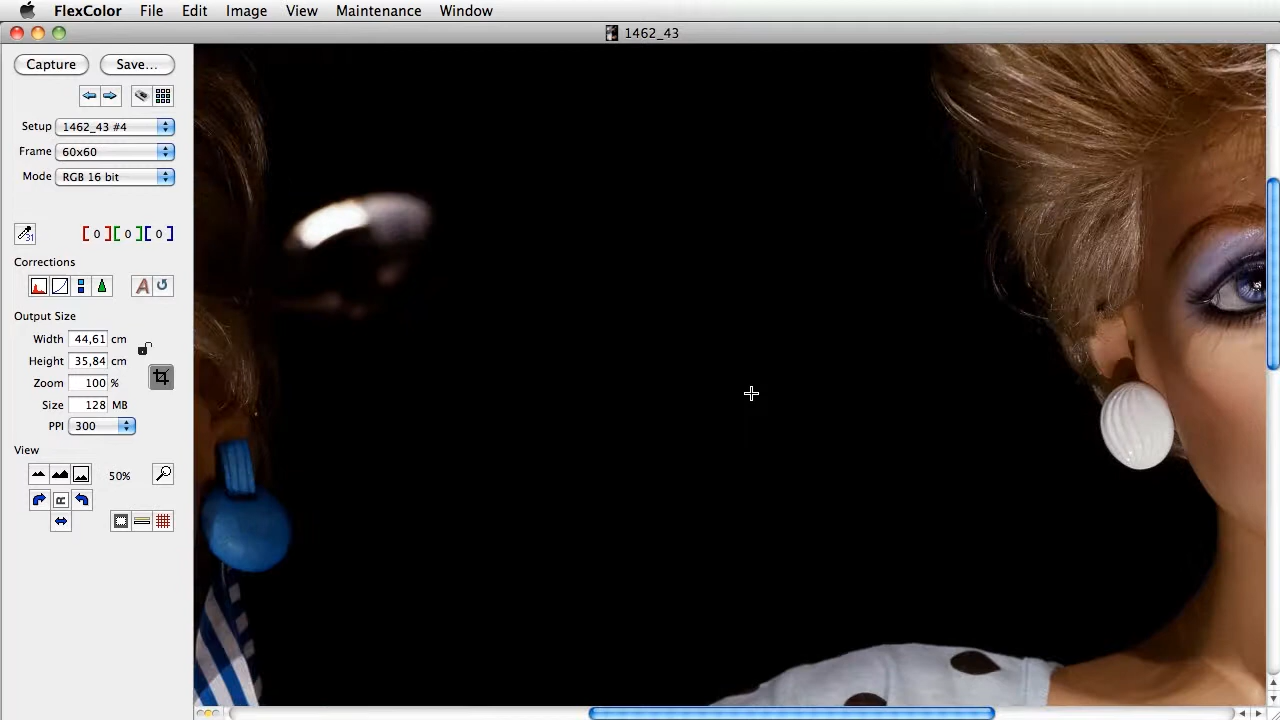 FlexColor File Edit Image View Maintenance Window
1462_43
Capture Save...
Setup 1462_43 #4
Frame 60x60
Mode RGB 16 bit
31 [ 0 ] [ 0 ] [ 0 ]
Corrections
A
Output Size
Width 44,61 cm
Height 35,84 cm
Zoom 100 %
Size 128 MB
PPI 300
View
50%
R